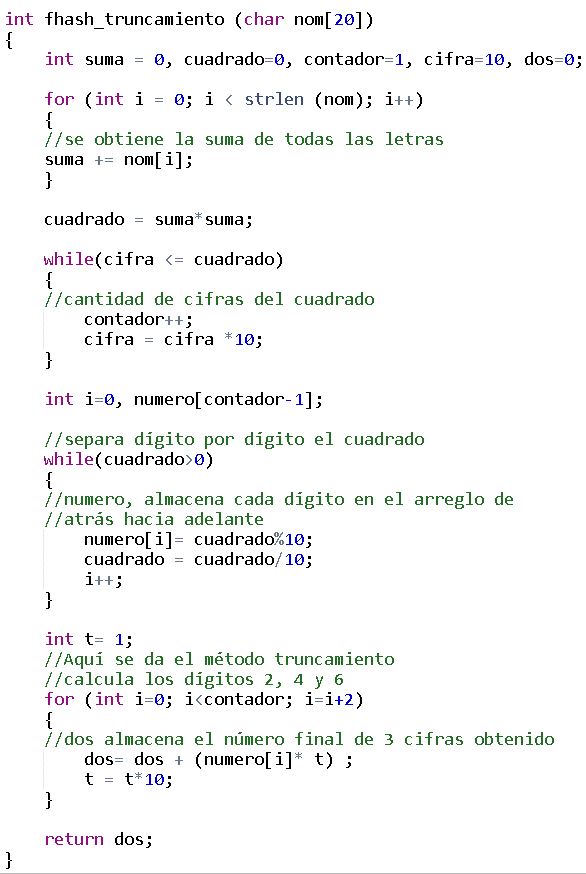 int fhash_truncamiento (char nom[20])
{
    int suma = 0, cuadrado=0, contador=1, cifra=10, dos=0;

    for (int i = 0; i < strlen (nom); i++)
    {
    //se obtiene la suma de todas las letras
    suma += nom[i];
    }

    cuadrado = suma*suma;

    while(cifra <= cuadrado)
    {
    //cantidad de cifras del cuadrado
        contador++;
        cifra = cifra *10;
    }

    int i=0, numero[contador-1];

    //separa dígito por dígito el cuadrado
    while(cuadrado>0)
    {
    //numero, almacena cada dígito en el arreglo de
    //atrás hacia adelante
        numero[i]= cuadrado%10;
        cuadrado = cuadrado/10;
        i++;
    }

    int t= 1;
    //Aquí se da el método truncamiento
    //calcula los dígitos 2, 4 y 6
    for (int i=0; i<contador; i=i+2)
    {
    //dos almacena el número final de 3 cifras obtenido
        dos= dos + (numero[i]* t) ;
        t = t*10;
    }

    return dos;
}